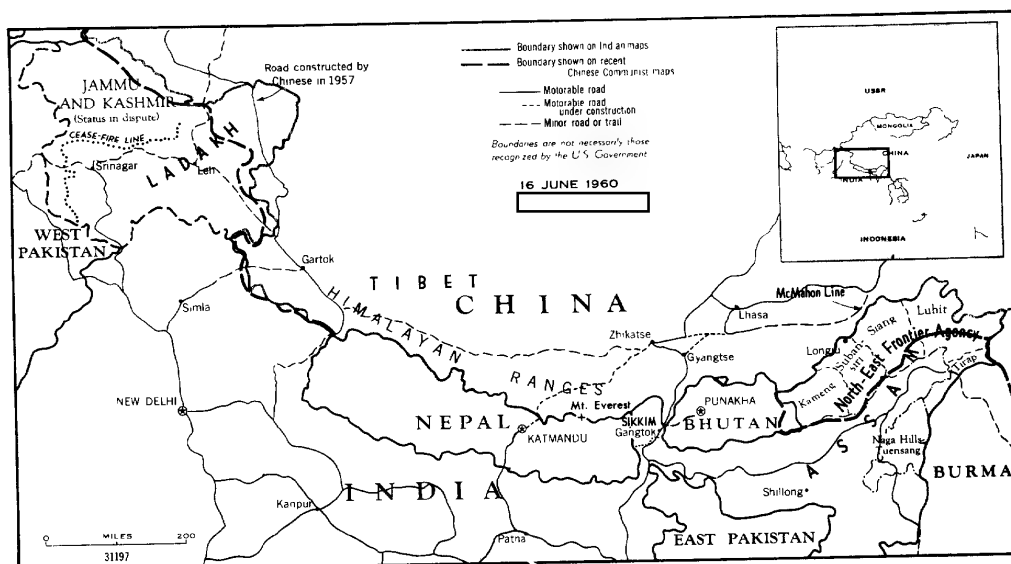 Boundary shown on Indian maps
Boundary shown on recent
Chinese Communist maps
Motorable road
Motorable road
under construction
Minor road or trail
Boundaries are not necessarily those
recognized by the U.S. Government
16 JUNE 1960
Road constructed by
Chinese in 1957
JAMMU
AND KASHMIR
(Status in dispute)
CEASE-FIRE LINE
Srinagar
LADAKH
Leh
WEST
PAKISTAN
Gartok
Simla
TIBET
CHINA
HIMALAYAN RANGES
NEW DELHI
NEPAL
Mt. Everest
KATMANDU
SIKKIM
Gangtok
Zhikatse
Gyangtse
Lhasa
McMahon Line
PUNAKHA
BHUTAN
Longju
Kameng
Suban
siri
Siang
Luhit
North-East Frontier Agency
Tirap
ASSAM
Naga Hills
Tuensang
BURMA
Shillong
EAST PAKISTAN
INDIA
Kanpur
Patna
0 MILES 200
31197
USSR
MONGOLIA
CHINA
JAPAN
INDIA
INDONESIA